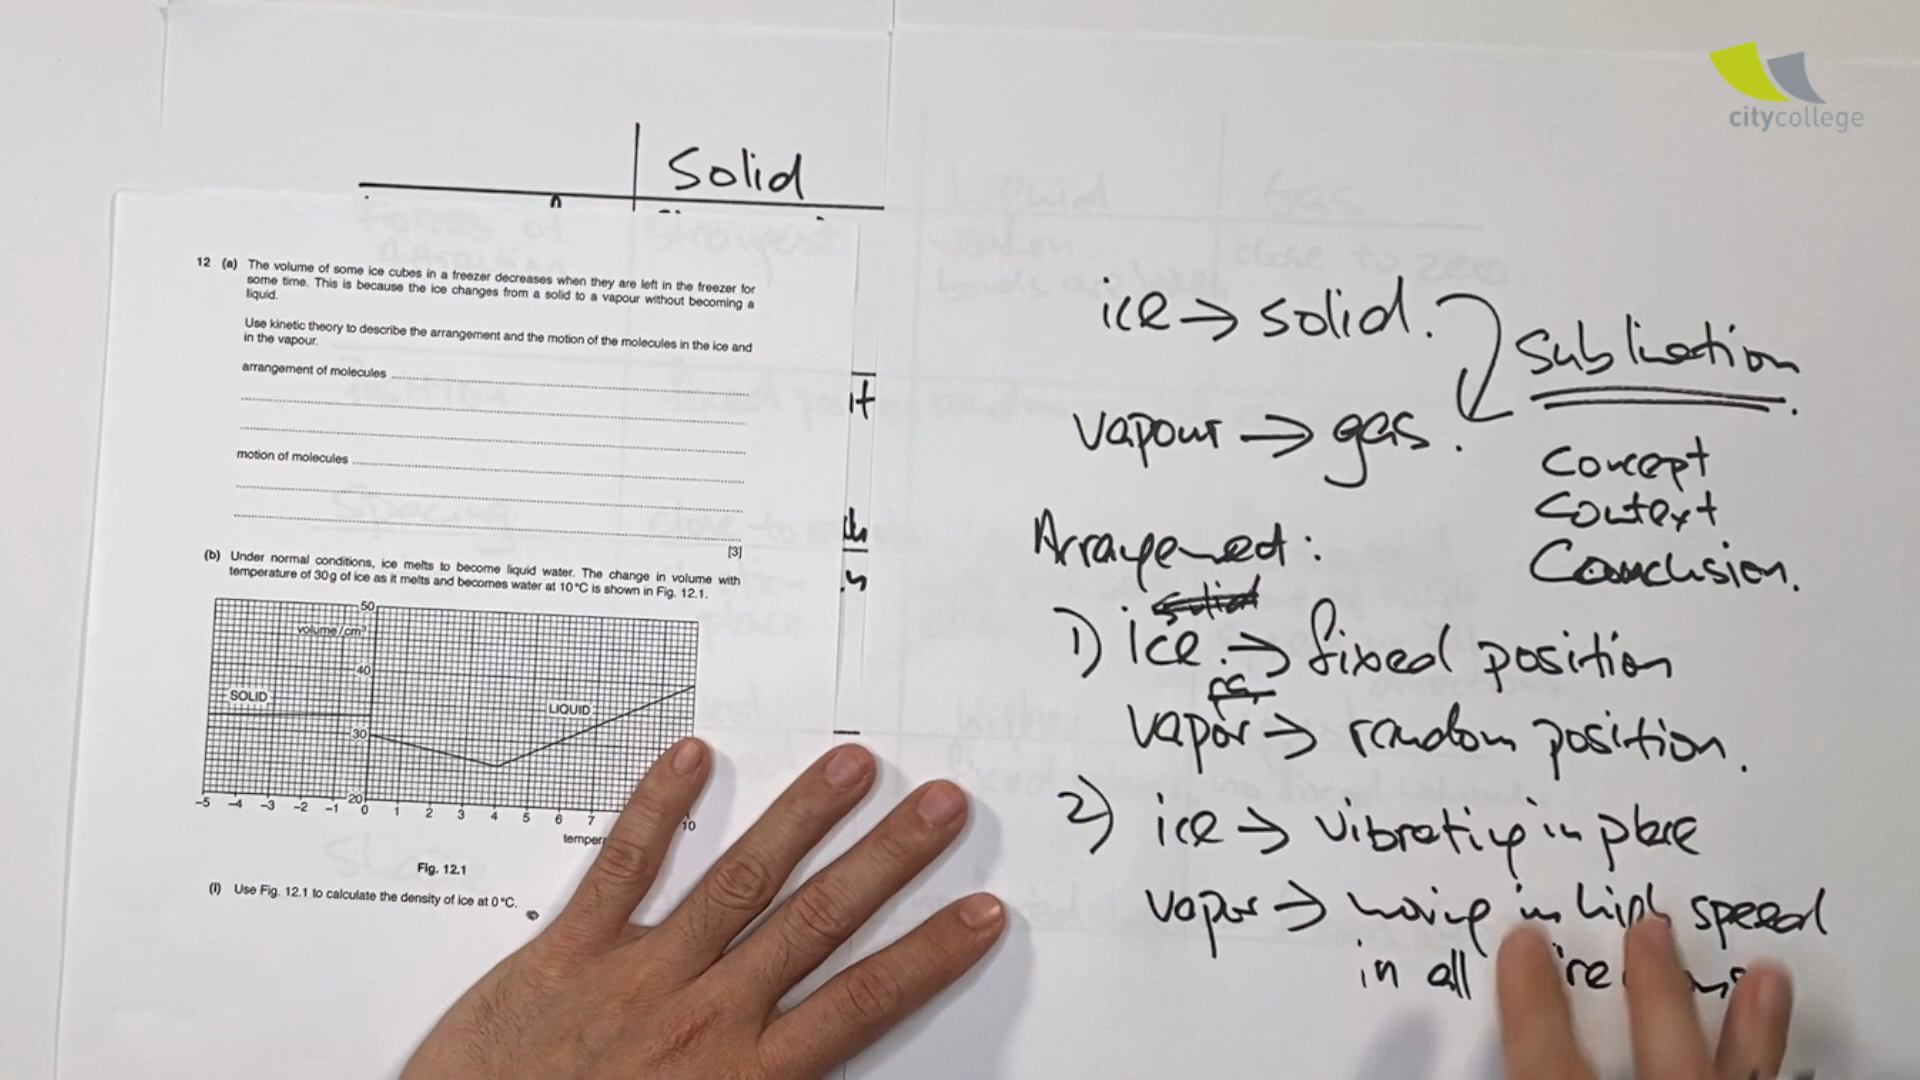 citycollege
Solid
12 (a) The volume of some ice cubes in a freezer decreases when they are left in the freezer for
some time. This is because the ice changes from a solid to a vapour without becoming a
liquid.
Use kinetic theory to describe the arrangement and the motion of the molecules in the ice and
in the vapour.
arrangement of molecules
motion of molecules
[3]
(b) Under normal conditions, ice melts to become liquid water. The change in volume with
temperature of 30g of ice as it melts and becomes water at 10°C is shown in Fig. 12.1.
50
volume/cm³
40
SOLID
LIQUID
30
20
-5 -4 -3 -2 -1 0 1 2 3 4 5 6 7 10
Fig. 12.1
(i) Use Fig. 12.1 to calculate the density of ice at 0°C.
it
ice → solid.
Sublimation
vapour → gas.
Concept
Context
Conclusion.
Arrangement:
1) ice → fixed position
vapor → random position.
2) ice → vibrating in place
vapor → moving in high speed
in all